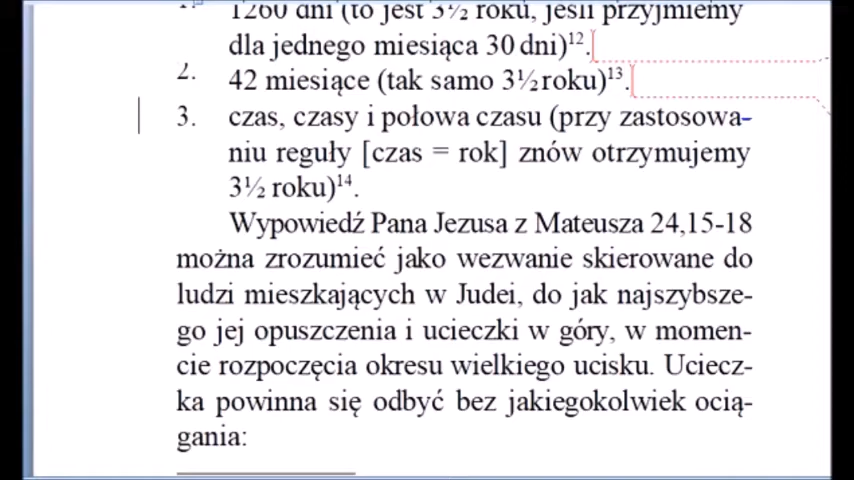 1. 1260 dni (to jest 3½ roku, jeśli przyjmiemy
dla jednego miesiąca 30 dni)¹².
2. 42 miesiące (tak samo 3½ roku)¹³.
3. czas, czasy i połowa czasu (przy zastosowa-
niu reguły [czas = rok] znów otrzymujemy
3½ roku)¹⁴.
Wypowiedź Pana Jezusa z Mateusza 24,15-18
można zrozumieć jako wezwanie skierowane do
ludzi mieszkających w Judei, do jak najszybsze-
go jej opuszczenia i ucieczki w góry, w momen-
cie rozpoczęcia okresu wielkiego ucisku. Uciecz-
ka powinna się odbyć bez jakiegokolwiek ocią-
gania: